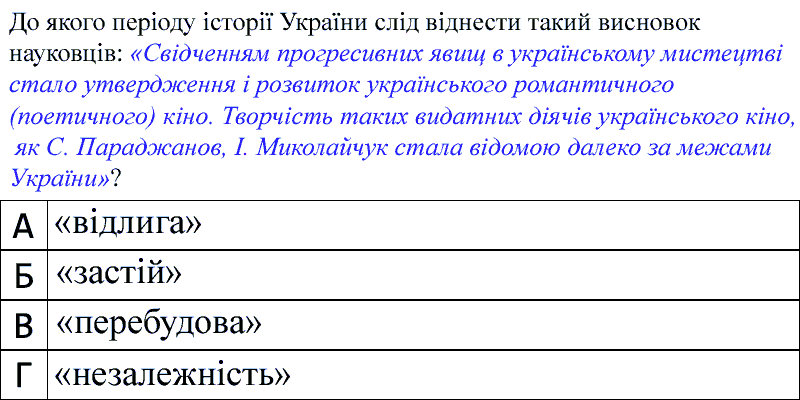 До якого періоду історії України слід віднести такий висновок
науковців: «Свідченням прогресивних явищ в українському мистецтві
стало утвердження і розвиток українського романтичного
(поетичного) кіно. Творчість таких видатних діячів українського кіно,
як С. Параджанов, І. Миколайчук стала відомою далеко за межами
України»?
А «відлига»
Б «застій»
В «перебудова»
Г «незалежність»